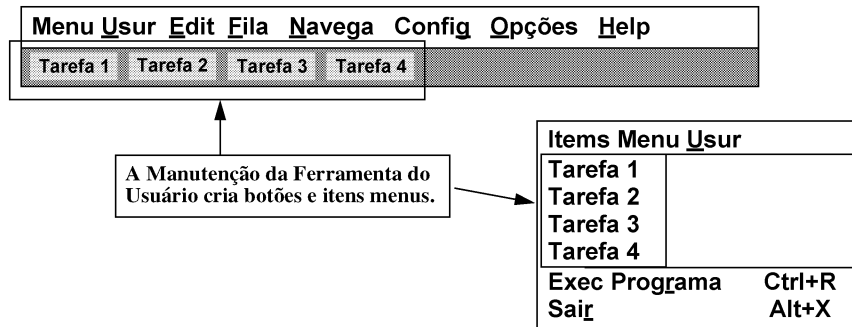 Menu Usur Edit Fila Navega Config Opções Help
Tarefa 1 Tarefa 2 Tarefa 3 Tarefa 4
A Manutenção da Ferramenta do
Usuário cria botões e itens menus.
Items Menu Usur
Tarefa 1
Tarefa 2
Tarefa 3
Tarefa 4
Exec Programa Ctrl+R
Sair Alt+X